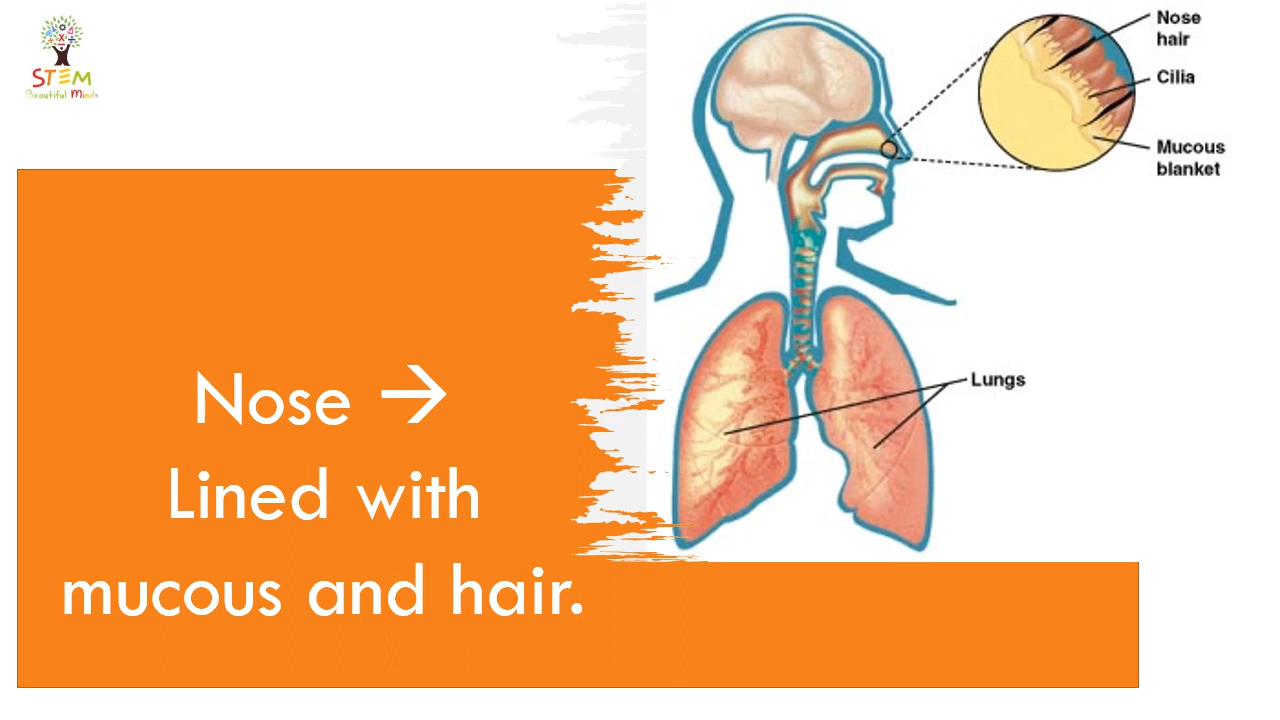 STEM
Beautiful Minds
Nose →
Lined with
mucous and hair.
Nose
hair
Cilia
Mucous
blanket
Lungs